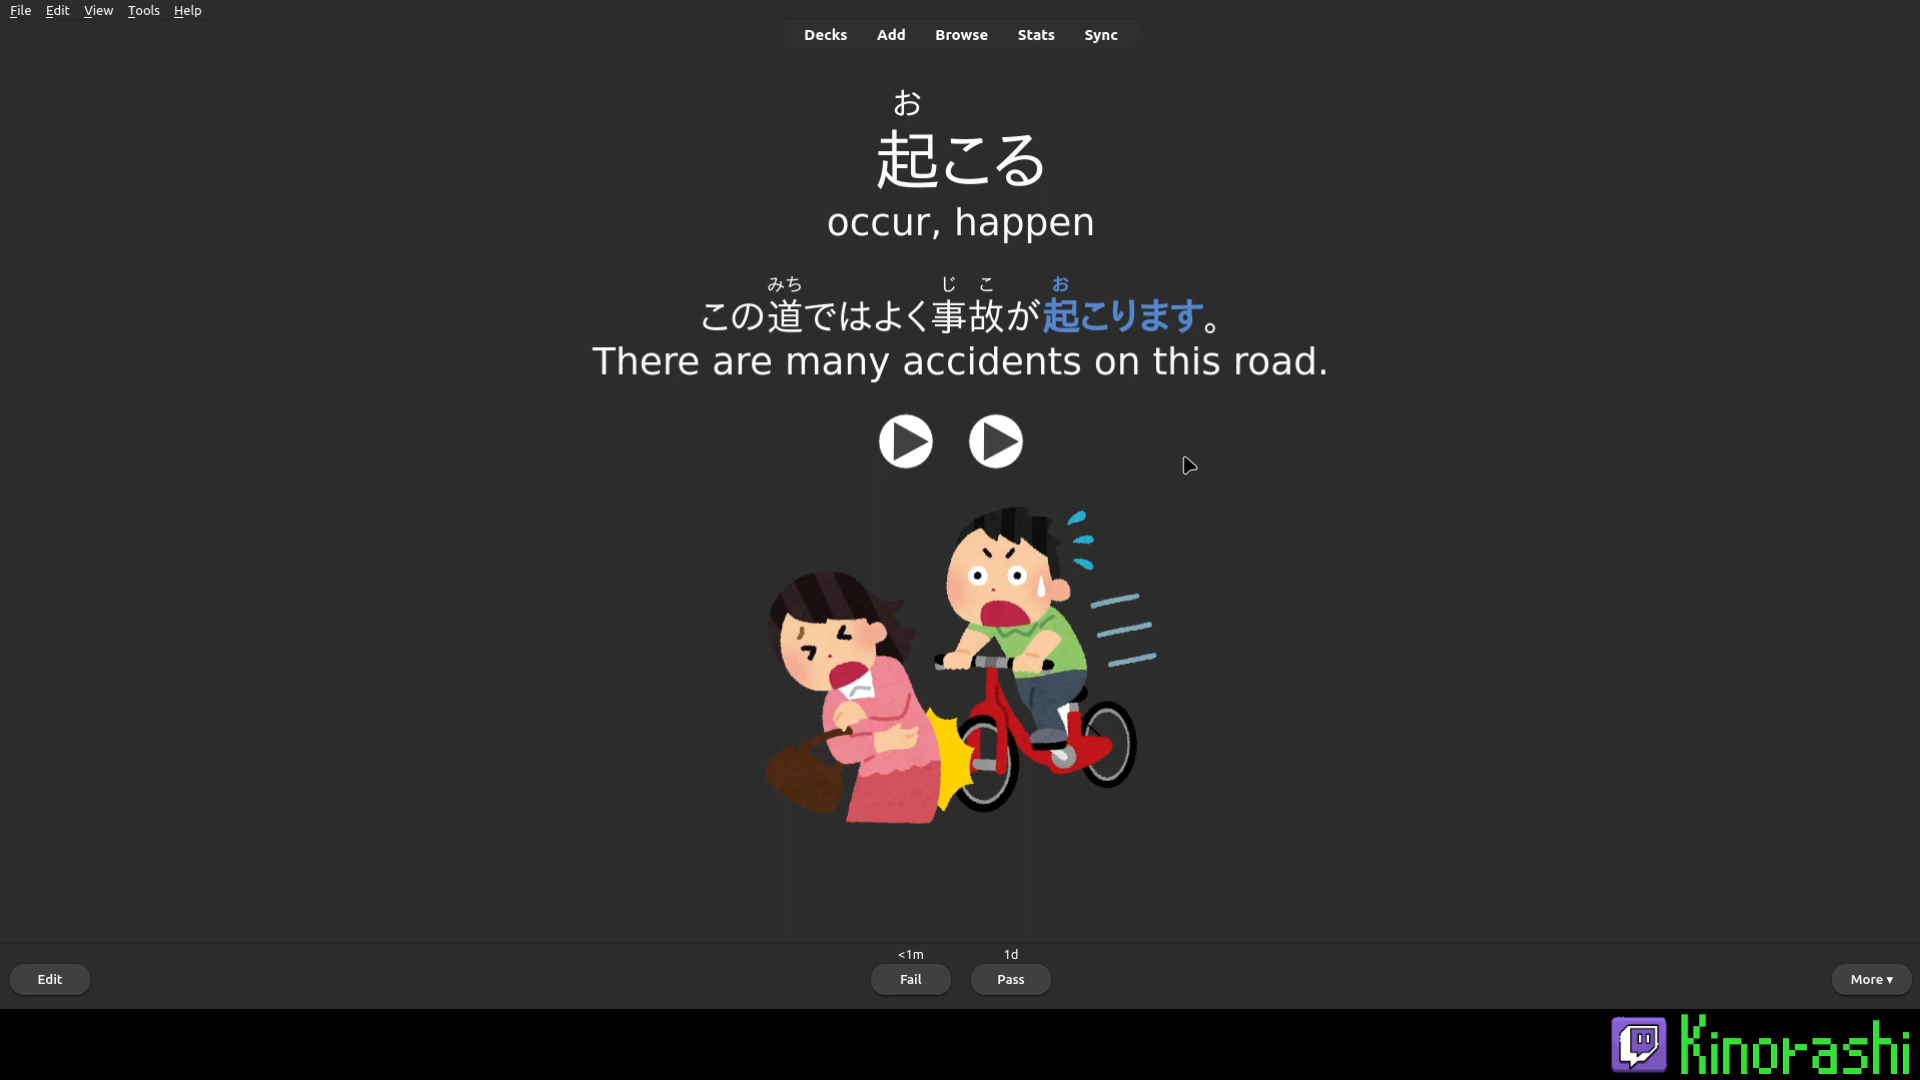 File Edit View Tools Help
Decks Add Browse Stats Sync
お
起こる
occur, happen
みち じ こ お
この道ではよく事故が起こります。
There are many accidents on this road.
<1m 1d
Edit Fail Pass More ▾
Kinorashi